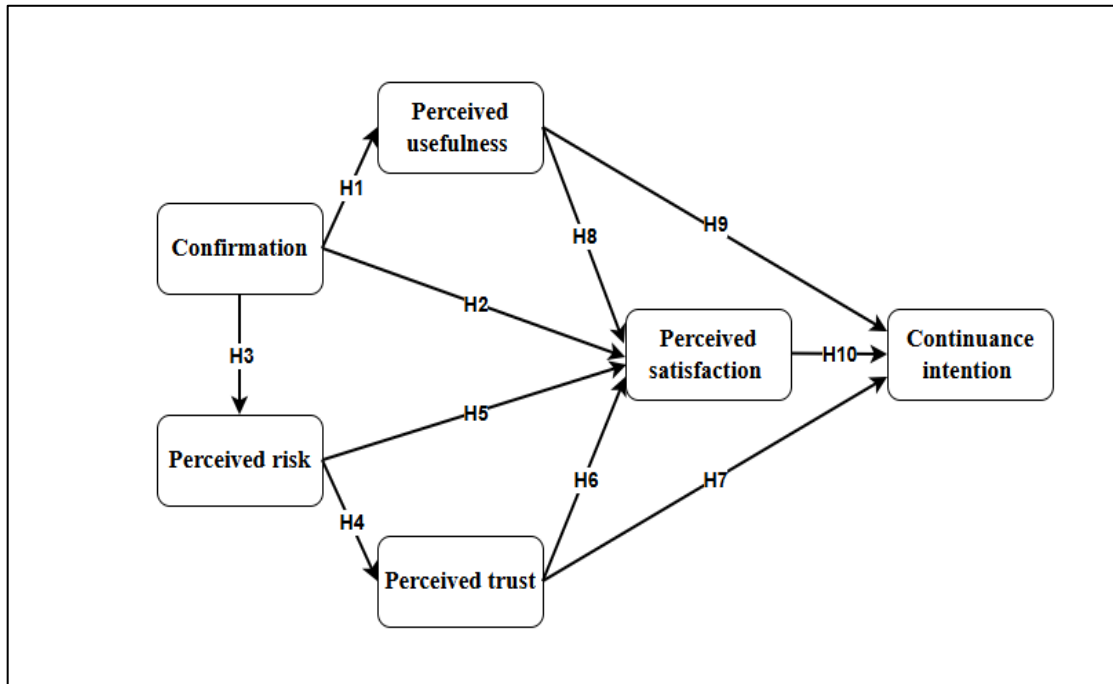 Perceived
usefulness
H1
Confirmation
H9
H8
H2
Perceived
satisfaction
H10
Continuance
intention
H3
H5
Perceived risk
H6
H7
H4
Perceived trust